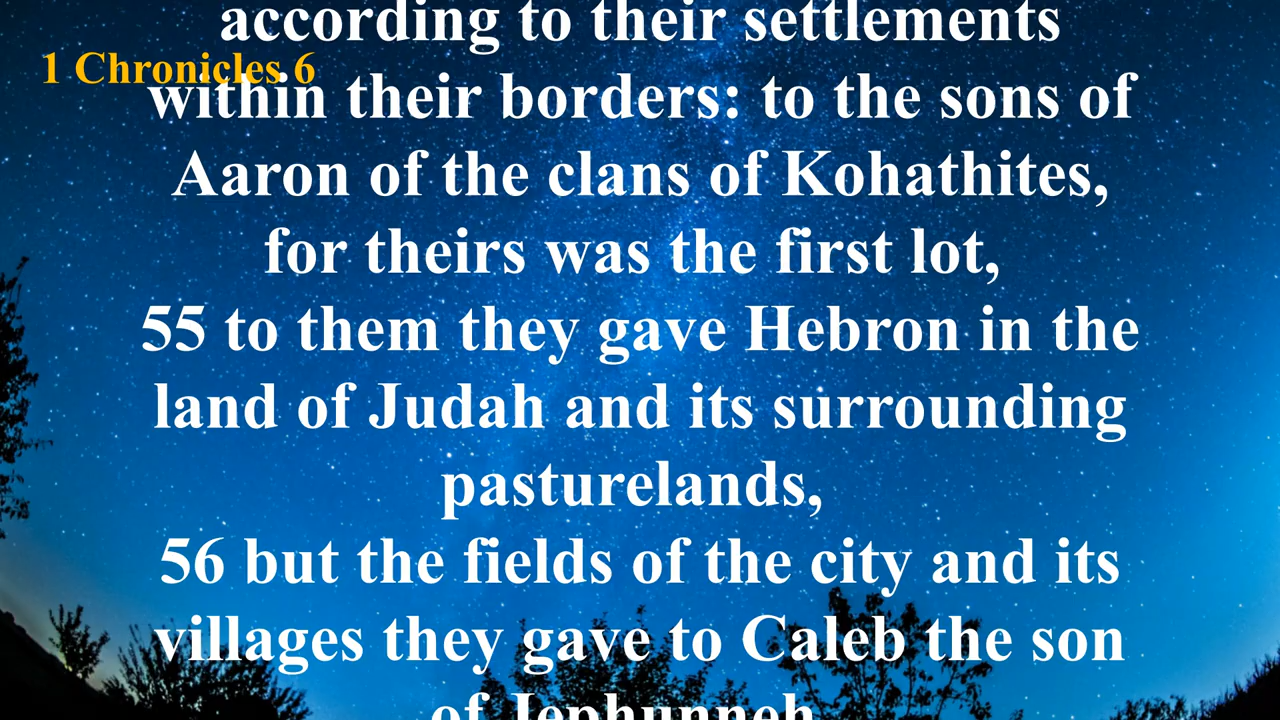 according to their settlements
1 Chronicles 6
within their borders: to the sons of
Aaron of the clans of Kohathites,
for theirs was the first lot,
55 to them they gave Hebron in the
land of Judah and its surrounding
pasturelands,
56 but the fields of the city and its
villages they gave to Caleb the son
of Jephunneh